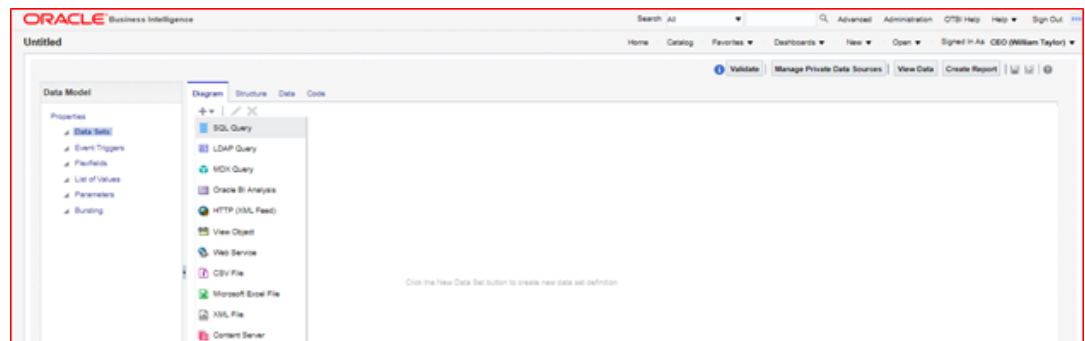 ORACLE Business Intelligence
Search All Advanced Administration OTBI Help Help Sign Out
Untitled
Home Catalog Favorites Dashboards New Open Signed In As CEO (William Taylor)
Validate Manage Private Data Sources View Data Create Report
Data Model
Diagram Structure Data Code
Properties
Data Sets
Event Triggers
Flexfields
List of Values
Parameters
Bursting
SQL Query
LDAP Query
MDX Query
Oracle BI Analysis
HTTP (XML Feed)
View Object
Web Service
CSV File
Microsoft Excel File
XML File
Content Server
Click the New Data Set button to create new data set definition